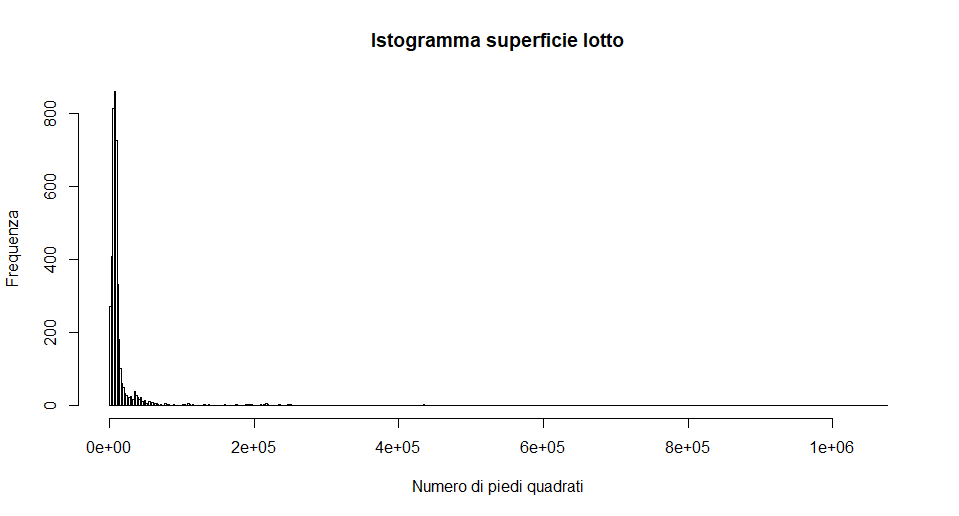 Istogramma superficie lotto
Frequenza
800
600
400
200
0
0e+00 2e+05 4e+05 6e+05 8e+05 1e+06
Numero di piedi quadrati